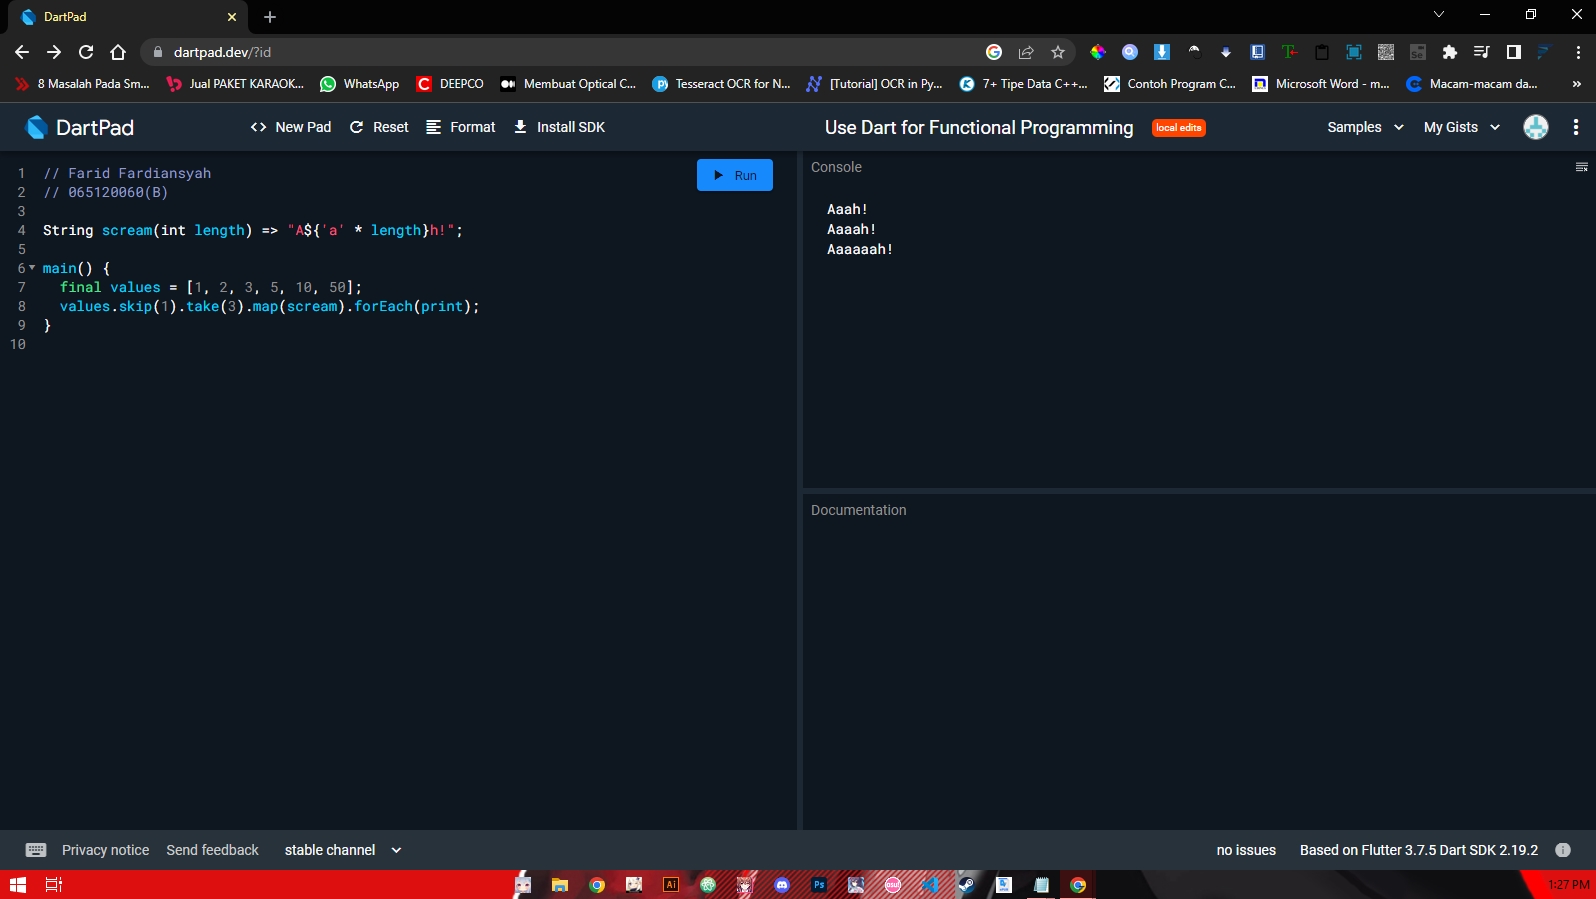 DartPad
dartpad.dev/?id
8 Masalah Pada Sm... Jual PAKET KARAOK... WhatsApp DEEPCO Membuat Optical C... Tesseract OCR for N... [Tutorial] OCR in Py... 7+ Tipe Data C++... Contoh Program C... Microsoft Word - m... Macam-macam da... »
DartPad <> New Pad Reset Format Install SDK Use Dart for Functional Programming local edits Samples My Gists
1 // Farid Fardiansyah
2 // 065120060(B)
3
4 String scream(int length) => "A${'a' * length}h!";
5
6 main() {
7 final values = [1, 2, 3, 5, 10, 50];
8 values.skip(1).take(3).map(scream).forEach(print);
9 }
10
Run
Console
Aaah!
Aaaah!
Aaaaaah!
Documentation
Privacy notice Send feedback stable channel no issues Based on Flutter 3.7.5 Dart SDK 2.19.2
Ai Ps osu! 1:27 PM